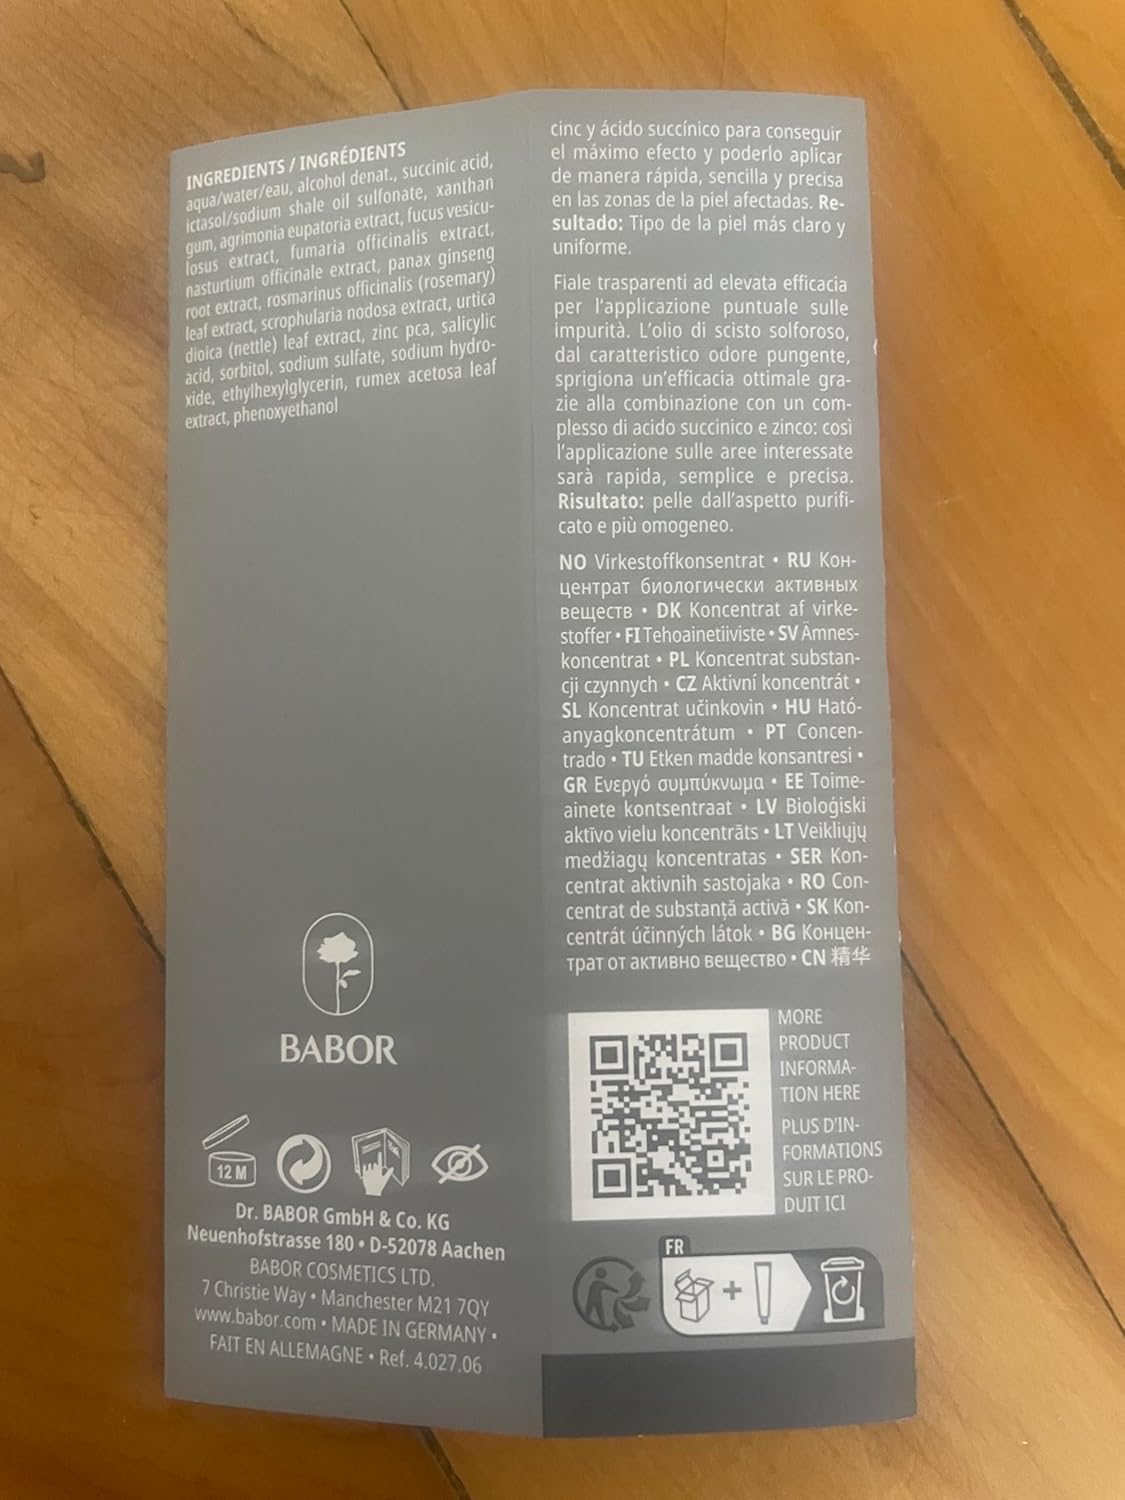 INGREDIENTS / INGRÉDIENTS
aqua/water/eau, alcohol denat., succinic acid,
ictasol/sodium shale oil sulfonate, xanthan
gum, agrimonia eupatoria extract, fucus vesicu-
losus extract, fumaria officinalis extract,
nasturtium officinale extract, panax ginseng
root extract, rosmarinus officinalis (rosemary)
leaf extract, scrophularia nodosa extract, urtica
dioica (nettle) leaf extract, zinc pca, salicylic
acid, sorbitol, sodium sulfate, sodium hydro-
xide, ethylhexylglycerin, rumex acetosa leaf
extract, phenoxyethanol
BABOR
12 M
Dr. BABOR GmbH & Co. KG
Neuenhofstrasse 180 • D-52078 Aachen
BABOR COSMETICS LTD,
7 Christie Way • Manchester M21 7QY
www.babor.com • MADE IN GERMANY •
FAIT EN ALLEMAGNE • Ref. 4.027.06
cinc y ácido succínico para conseguir
el máximo efecto y poderlo aplicar
de manera rápida, sencilla y precisa
en las zonas de la piel afectadas. Re-
sultado: Tipo de la piel más claro y
uniforme.
Fiale trasparenti ad elevata efficacia
per l'applicazione puntuale sulle
impurità. L'olio di scisto solforoso,
dal caratteristico odore pungente,
sprigiona un'efficacia ottimale gra-
zie alla combinazione con un com-
plesso di acido succinico e zinco: così
l'applicazione sulle aree interessate
sarà rapida, semplice e precisa.
Risultato: pelle dall'aspetto purifi-
cato e più omogeneo.
NO Virkestoffkonsentrat • RU Кон-
центрат биологически активных
веществ • DK Koncentrat af virke-
stoffer • FI Tehoainetiiviste • SV Ämnes-
koncentrat • PL Koncentrat substan-
cji czynnych • CZ Aktivní koncentrát •
SL Koncentrat učinkovin • HU Ható-
anyagkoncentrátum • PT Concen-
trado • TU Etken madde konsantresi •
GR Ενεργό συμπύκνωμα • EE Toime-
ainete kontsentraat • LV Bioloģiski
aktīvo vielu koncentrāts • LT Veikliųjų
medžiagų koncentratas • SER Kon-
centrat aktivnih sastojaka • RO Con-
centrat de substanță activă • SK Kon-
centrát účinných látok • BG Концен-
трат от активно вещество • CN 精华
MORE
PRODUCT
INFORMA-
TION HERE
PLUS D'IN-
FORMATIONS
SUR LE PRO-
DUIT ICI
FR